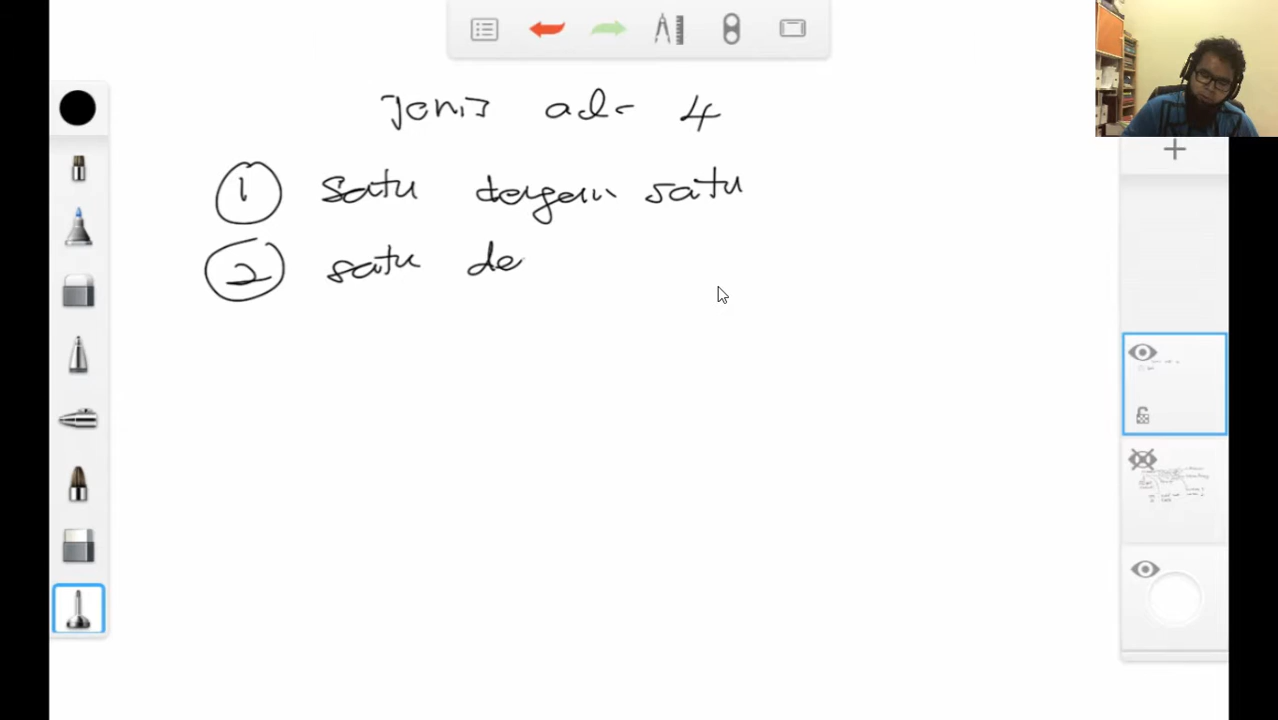 jenis ada 4
① satu dengan satu
② satu de